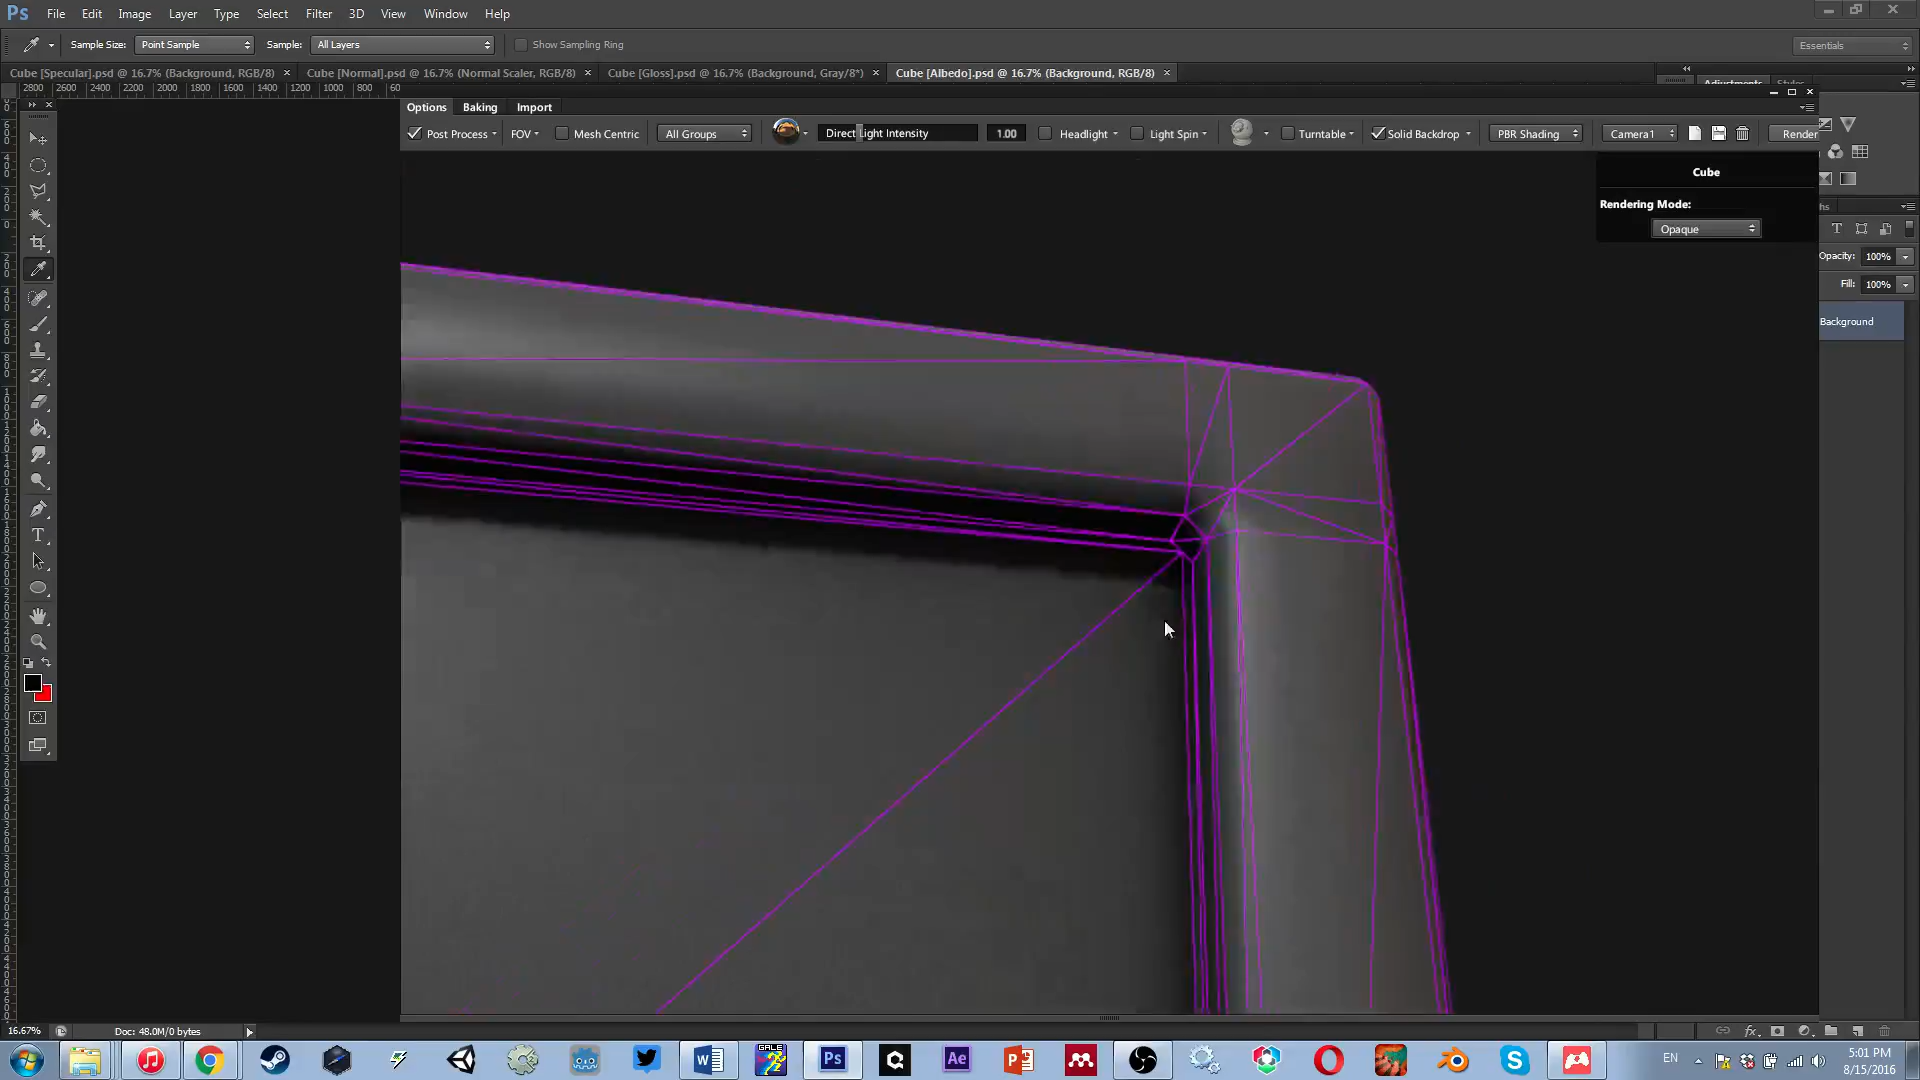 Ps File Edit Image Layer Type Select Filter 3D View Window Help
Sample Size: Point Sample Sample: All Layers Show Sampling Ring Essentials
Cube [Specular].psd @ 16.7% (Background, RGB/8) × Cube [Normal].psd @ 16.7% (Normal Scaler, RGB/8) × Cube [Gloss].psd @ 16.7% (Background, Gray/8*) × Cube [Albedo].psd @ 16.7% (Background, RGB/8) ×
2800 2600 2400 2200 2000 1800 1600 1400 1200 1000 800 60
Options Baking Import
Post Process FOV Mesh Centric All Groups Direct Light Intensity 1.00 Headlight Light Spin Turntable Solid Backdrop PBR Shading Camera1 Render
Cube
Rendering Mode:
Opaque
Opacity: 100%
Fill: 100%
Background
16.67% Doc: 48.0M/0 bytes
EN 5:01 PM
8/15/2016